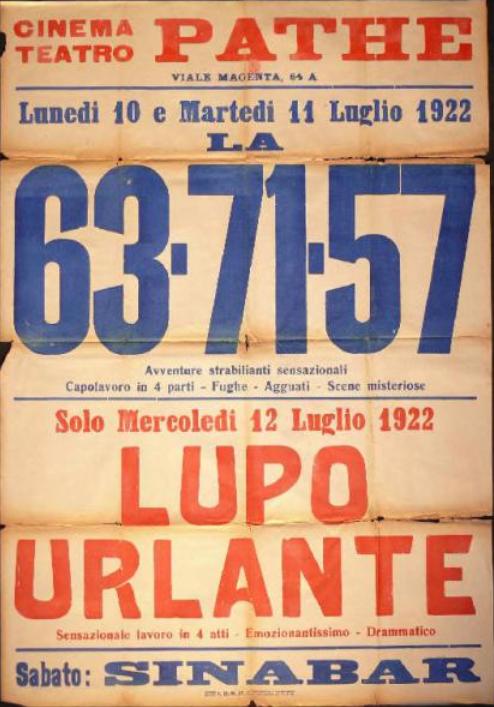 CINEMA TEATRO PATHE
VIALE MAGENTA, 64 A
Lunedi 10 e Martedi 11 Luglio 1922
LA
63-71-57
Avventure strabilianti sensazionali
Capolavoro in 4 parti - Fughe - Agguati - Scene misteriose
Solo Mercoledi 12 Luglio 1922
LUPO
URLANTE
Sensazionale lavoro in 4 atti - Emozionantissimo - Drammatico
Sabato: SINABAR